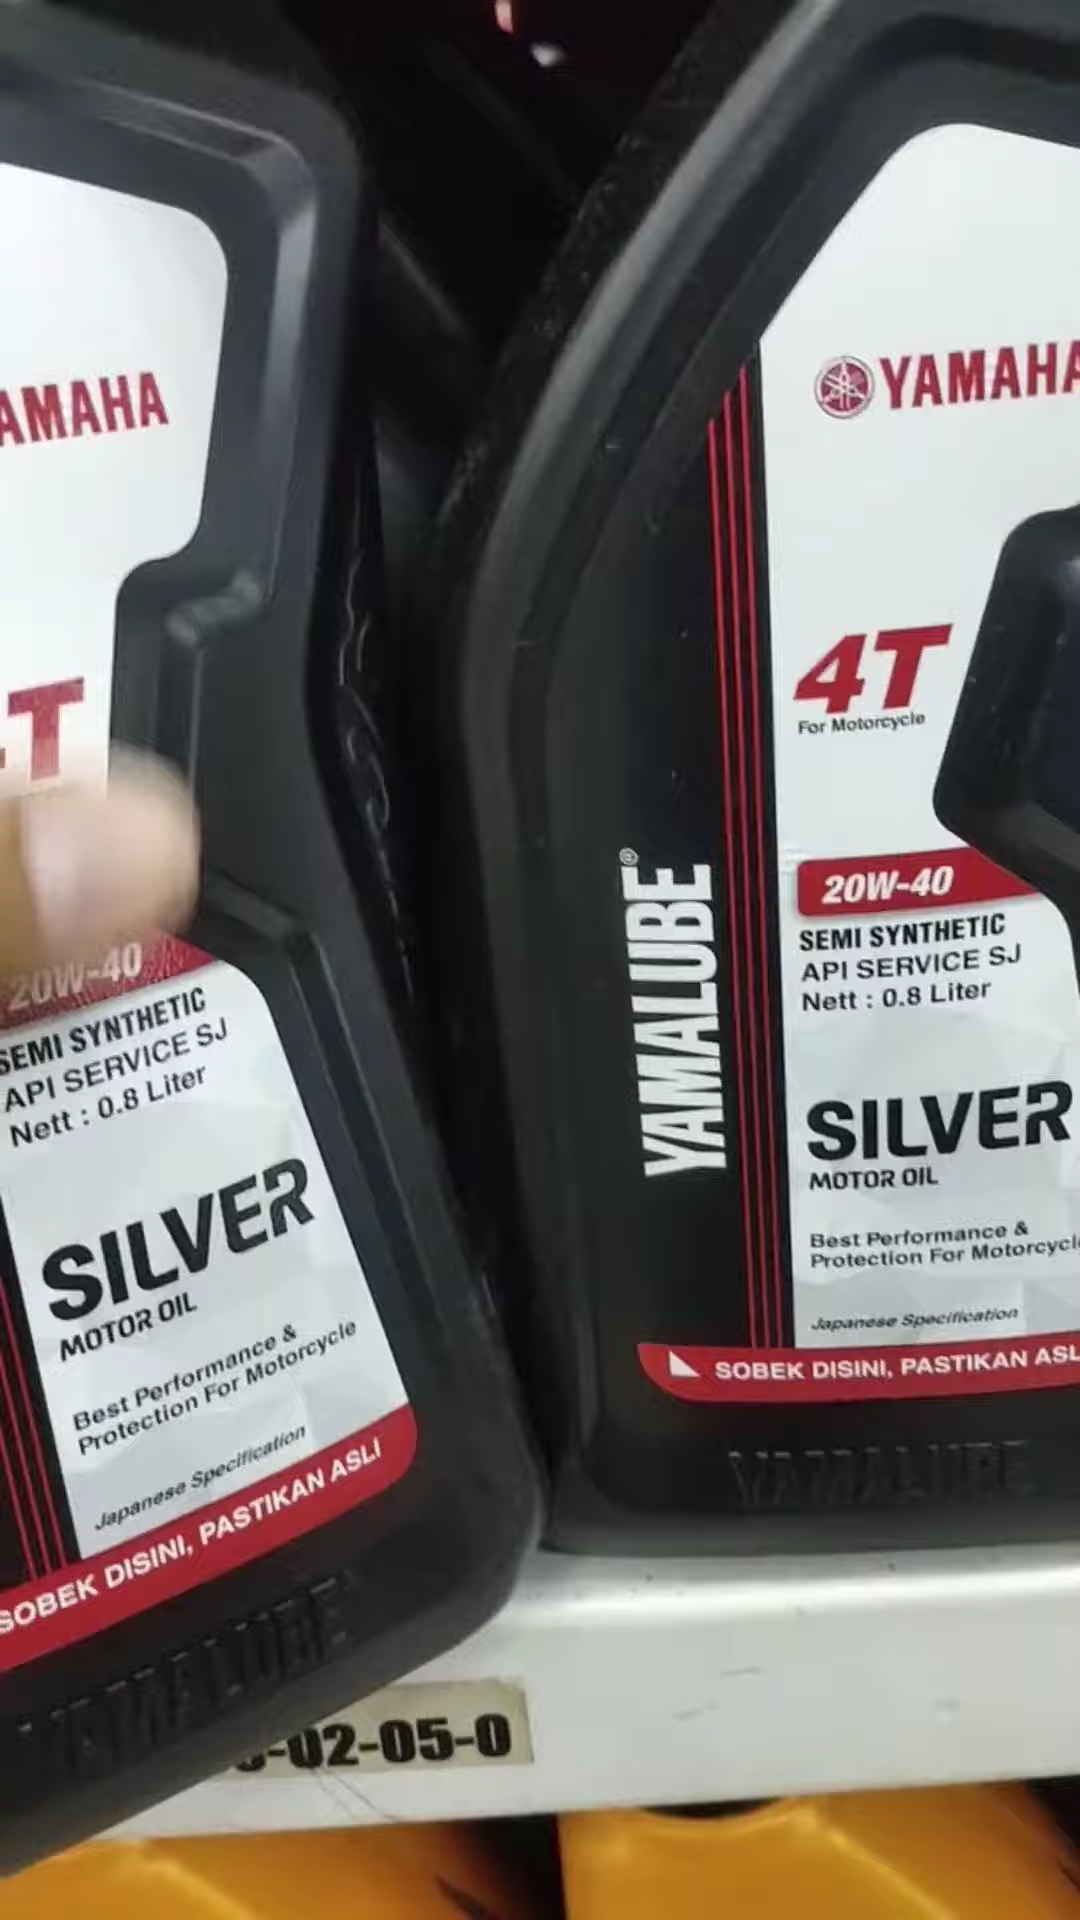 AMAHA
T
20W-40
SEMI SYNTHETIC
API SERVICE SJ
Nett : 0.8 Liter
SILVER
MOTOR OIL
Best Performance &
Protection For Motorcycle
Japanese Specification
SOBEK DISINI, PASTIKAN ASLI
YAMALUBE
YAMAHA
4T
For Motorcycle
YAMALUBE®
20W-40
SEMI SYNTHETIC
API SERVICE SJ
Nett : 0.8 Liter
SILVER
MOTOR OIL
Best Performance &
Protection For Motorcycle
Japanese Specification
SOBEK DISINI, PASTIKAN ASL
YAMALUBE
-02-05-0